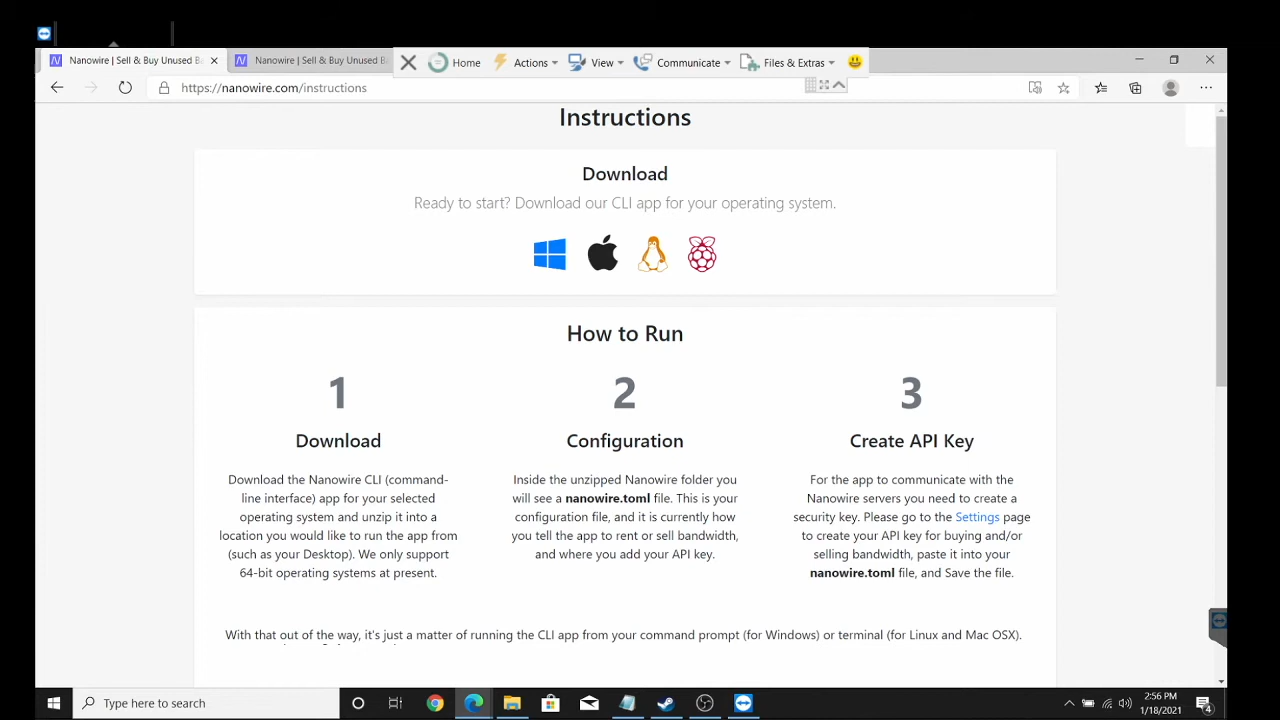 Nanowire | Sell & Buy Unused Ba
Nanowire | Sell & Buy Unused Ba
Home
Actions
View
Communicate
Files & Extras
https://nanowire.com/instructions
Instructions
Download
Ready to start? Download our CLI app for your operating system.
How to Run
1
Download
Download the Nanowire CLI (command-
line interface) app for your selected
operating system and unzip it into a
location you would like to run the app from
(such as your Desktop). We only support
64-bit operating systems at present.
2
Configuration
Inside the unzipped Nanowire folder you
will see a nanowire.toml file. This is your
configuration file, and it is currently how
you tell the app to rent or sell bandwidth,
and where you add your API key.
3
Create API Key
For the app to communicate with the
Nanowire servers you need to create a
security key. Please go to the Settings page
to create your API key for buying and/or
selling bandwidth, paste it into your
nanowire.toml file, and Save the file.
With that out of the way, it's just a matter of running the CLI app from your command prompt (for Windows) or terminal (for Linux and Mac OSX).
Type here to search
2:56 PM
1/18/2021
4